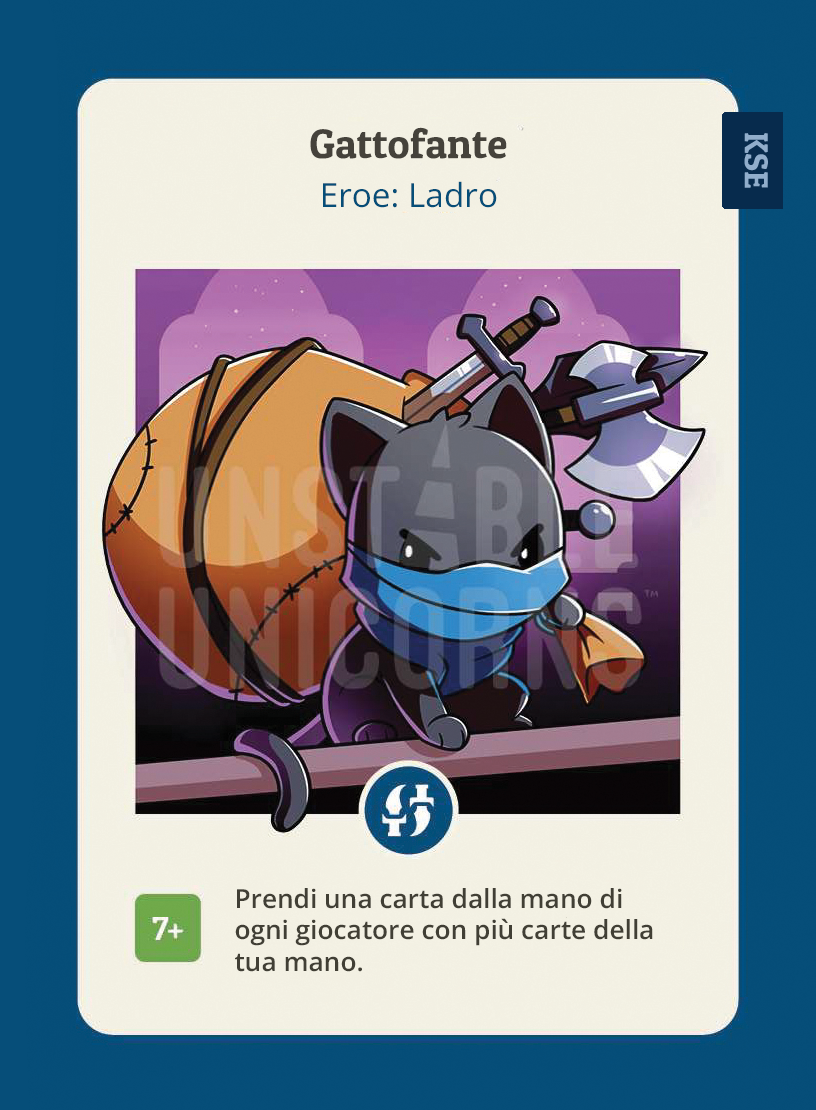 Gattofante
Eroe: Ladro
KSE
UNSTABLE
UNICORNS™
7+
Prendi una carta dalla mano di
ogni giocatore con più carte della
tua mano.